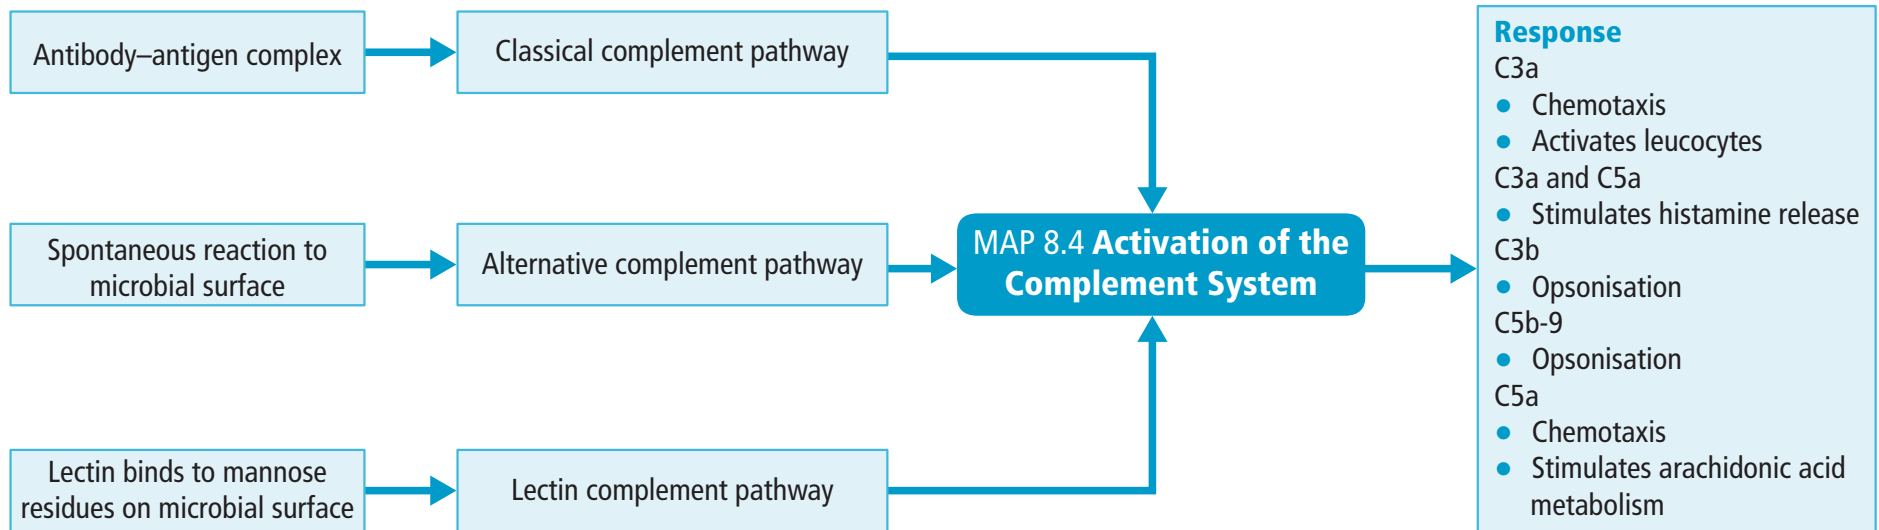 Antibody–antigen complex
Classical complement pathway
Spontaneous reaction to
microbial surface
Alternative complement pathway
Lectin binds to mannose
residues on microbial surface
Lectin complement pathway
MAP 8.4 Activation of the
Complement System
Response
C3a
• Chemotaxis
• Activates leucocytes
C3a and C5a
• Stimulates histamine release
C3b
• Opsonisation
C5b-9
• Opsonisation
C5a
• Chemotaxis
• Stimulates arachidonic acid
metabolism